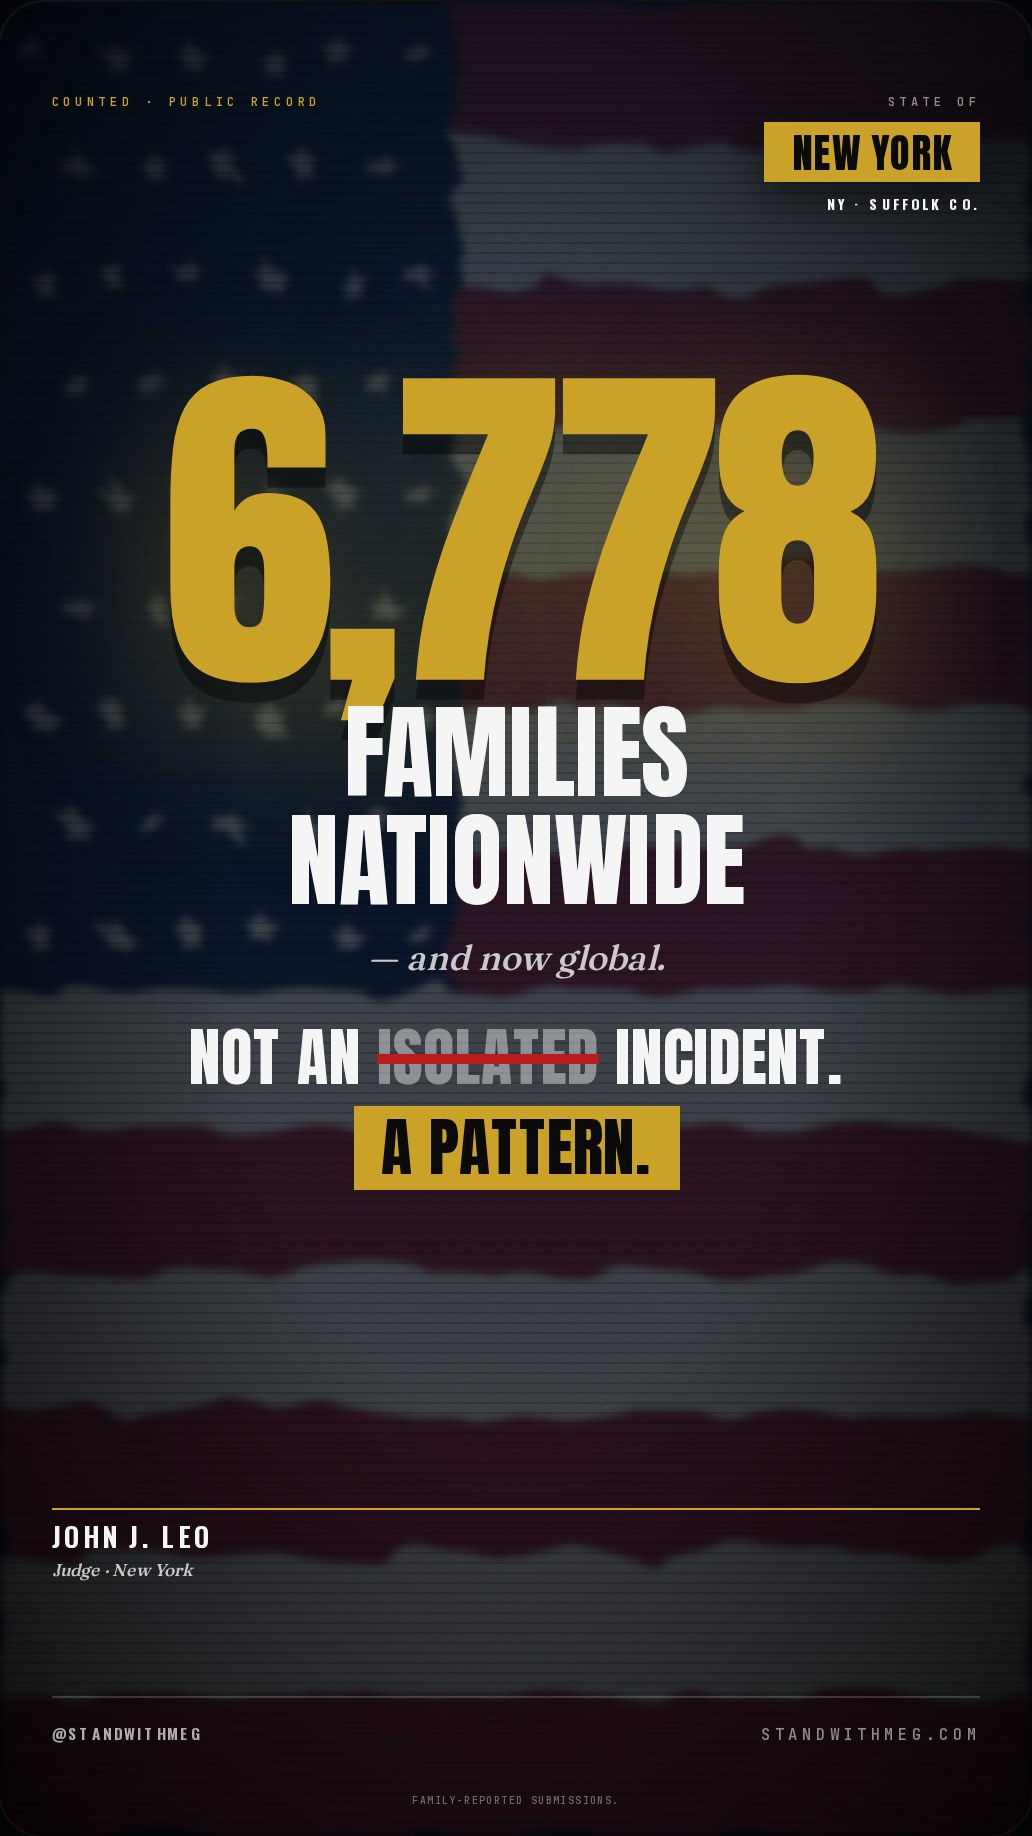 COUNTED · PUBLIC RECORD
STATE OF
NEW YORK
NY · SUFFOLK CO.
6,778
FAMILIES
NATIONWIDE
— and now global.
NOT AN ISOLATED INCIDENT.
A PATTERN.
JOHN J. LEO
Judge · New York
@STANDWITHMEG
STANDWITHMEG.COM
FAMILY-REPORTED SUBMISSIONS.